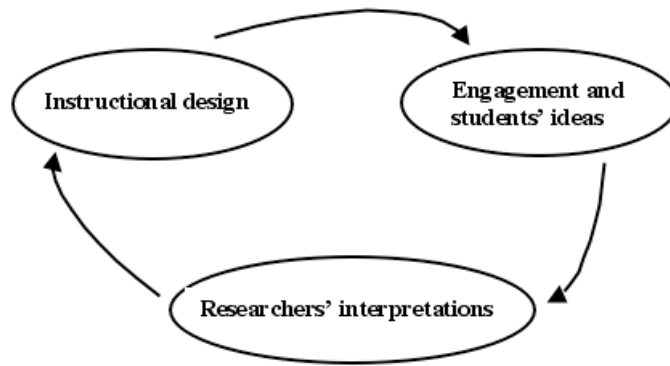 Instructional design
Engagement and
students’ ideas
Researchers’ interpretations